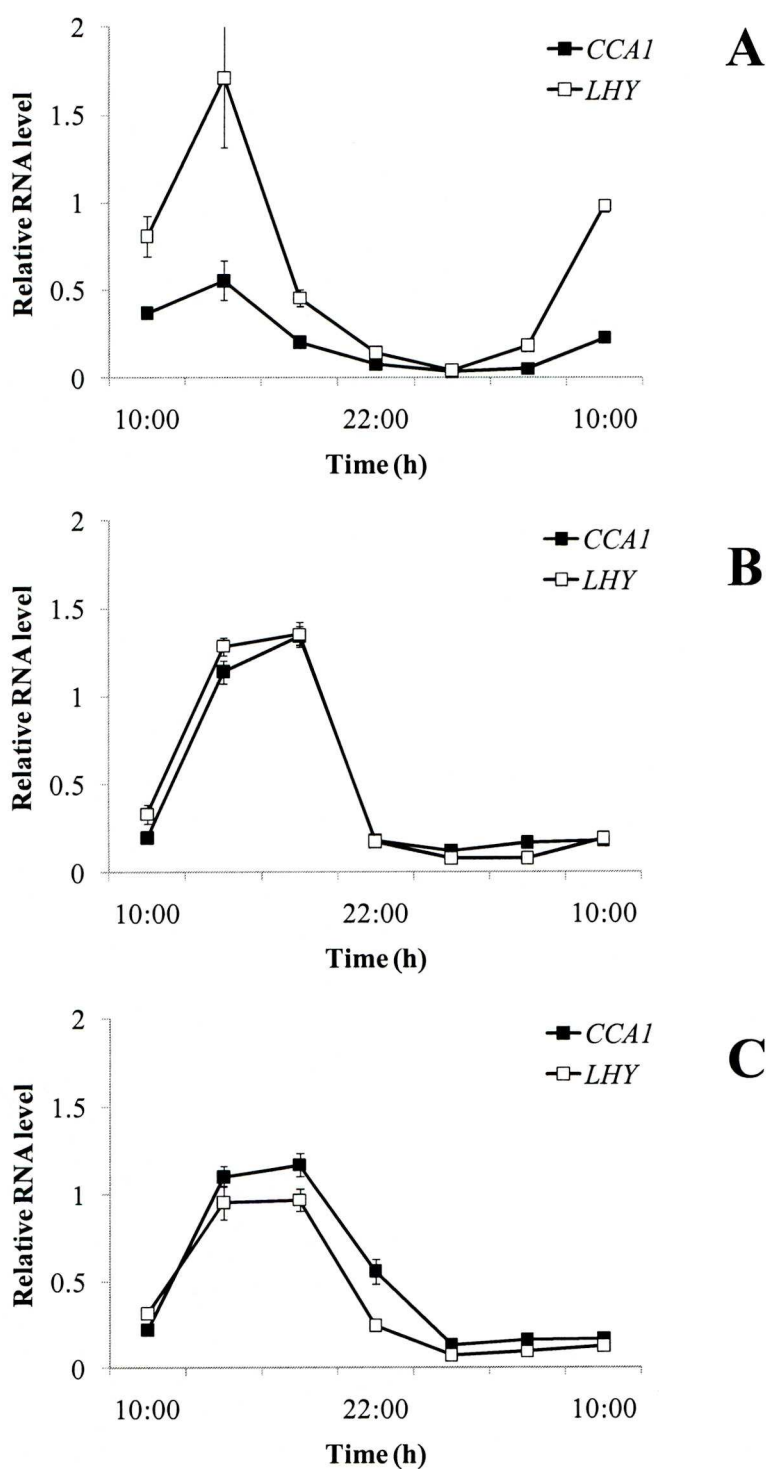 A
CCA1
LHY
2
1.5
1
0.5
0
Relative RNA level
10:00 22:00 10:00
Time (h)
B
CCA1
LHY
2
1.5
1
0.5
0
Relative RNA level
10:00 22:00 10:00
Time (h)
C
CCA1
LHY
2
1.5
1
0.5
0
Relative RNA level
10:00 22:00 10:00
Time (h)